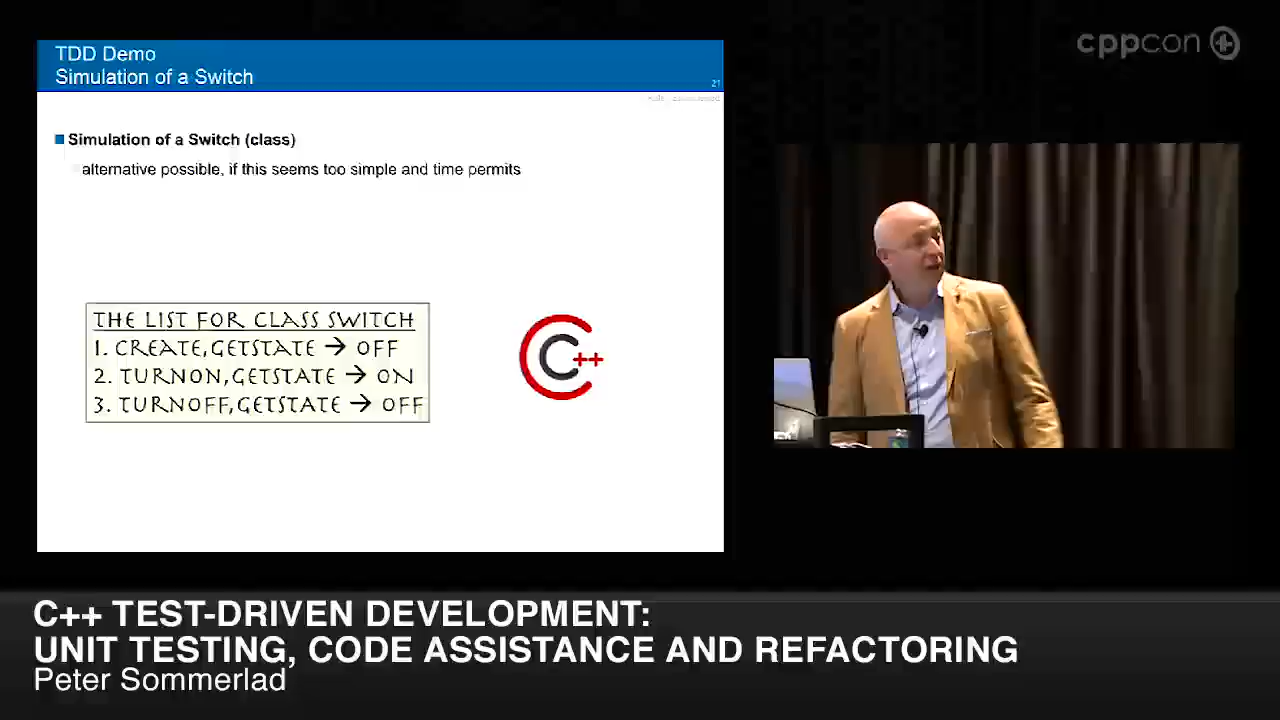 cppcon
TDD Demo
Simulation of a Switch
21
Simulation of a Switch (class)
alternative possible, if this seems too simple and time permits
THE LIST FOR CLASS SWITCH
1. CREATE,GETSTATE → OFF
2. TURNON,GETSTATE → ON
3. TURNOFF,GETSTATE → OFF
C++
C++ TEST-DRIVEN DEVELOPMENT:
UNIT TESTING, CODE ASSISTANCE AND REFACTORING
Peter Sommerlad